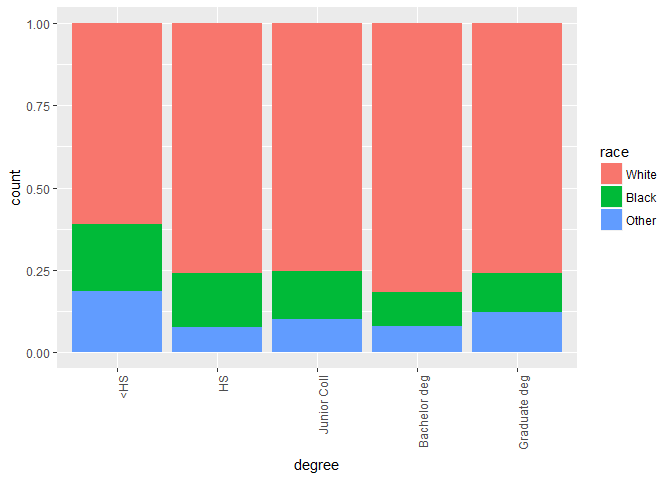 1.00
0.75
0.50
0.25
0.00
count
<HS
HS
Junior Coll
Bachelor deg
Graduate deg
degree
race
White
Black
Other